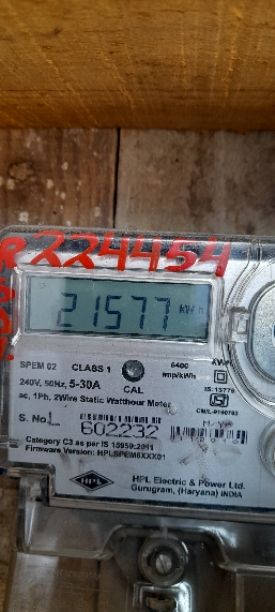 R224454
21577 kWh
SPEM 02 CLASS 1 6400 imp/kWh
240V, 50Hz, 5-30A CAL
ac, 1Ph, 2Wire Static Watthour Meter
IS:13779
S. No. L 602232
Category C3 as per IS 15959:2011
Firmware Version: HPLSPEM6XXX01
HPL
HPL Electric & Power Ltd.
Gurugram, (Haryana) INDIA